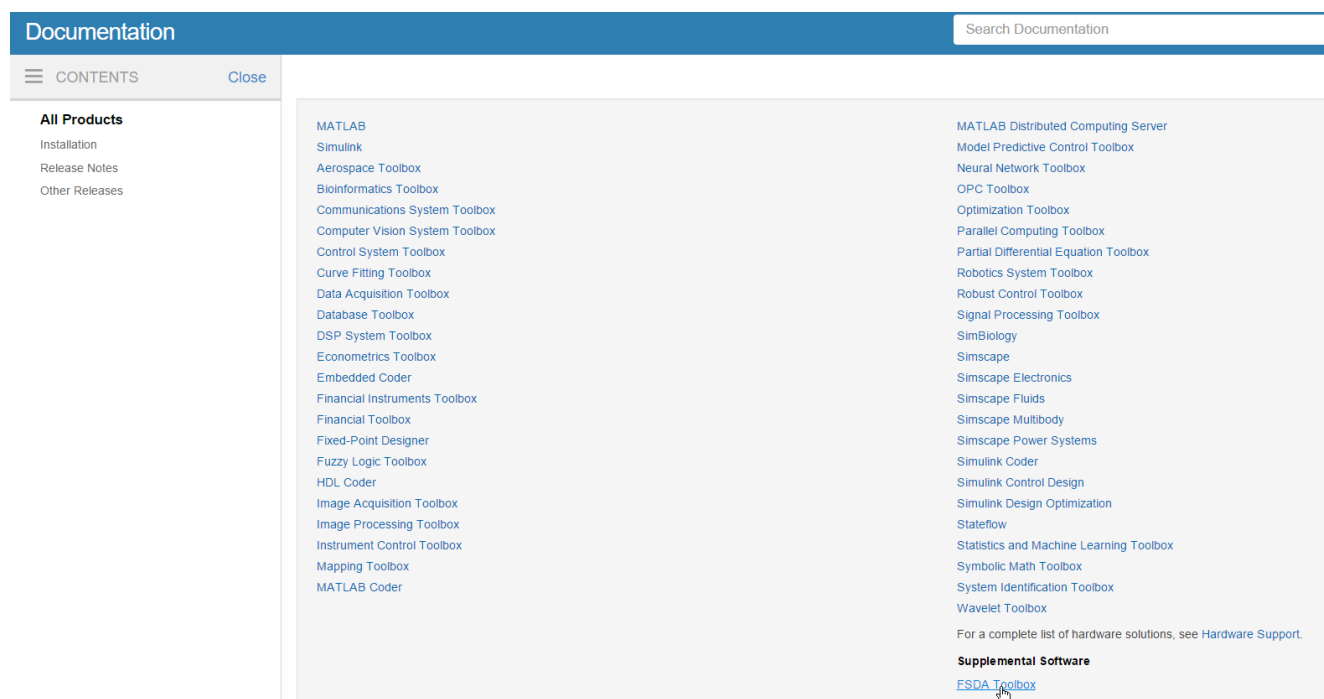 Documentation
Search Documentation
CONTENTS
Close
All Products
Installation
Release Notes
Other Releases
MATLAB
Simulink
Aerospace Toolbox
Bioinformatics Toolbox
Communications System Toolbox
Computer Vision System Toolbox
Control System Toolbox
Curve Fitting Toolbox
Data Acquisition Toolbox
Database Toolbox
DSP System Toolbox
Econometrics Toolbox
Embedded Coder
Financial Instruments Toolbox
Financial Toolbox
Fixed-Point Designer
Fuzzy Logic Toolbox
HDL Coder
Image Acquisition Toolbox
Image Processing Toolbox
Instrument Control Toolbox
Mapping Toolbox
MATLAB Coder
MATLAB Distributed Computing Server
Model Predictive Control Toolbox
Neural Network Toolbox
OPC Toolbox
Optimization Toolbox
Parallel Computing Toolbox
Partial Differential Equation Toolbox
Robotics System Toolbox
Robust Control Toolbox
Signal Processing Toolbox
SimBiology
Simscape
Simscape Electronics
Simscape Fluids
Simscape Multibody
Simscape Power Systems
Simulink Coder
Simulink Control Design
Simulink Design Optimization
Stateflow
Statistics and Machine Learning Toolbox
Symbolic Math Toolbox
System Identification Toolbox
Wavelet Toolbox
For a complete list of hardware solutions, see Hardware Support.
Supplemental Software
FSDA Toolbox